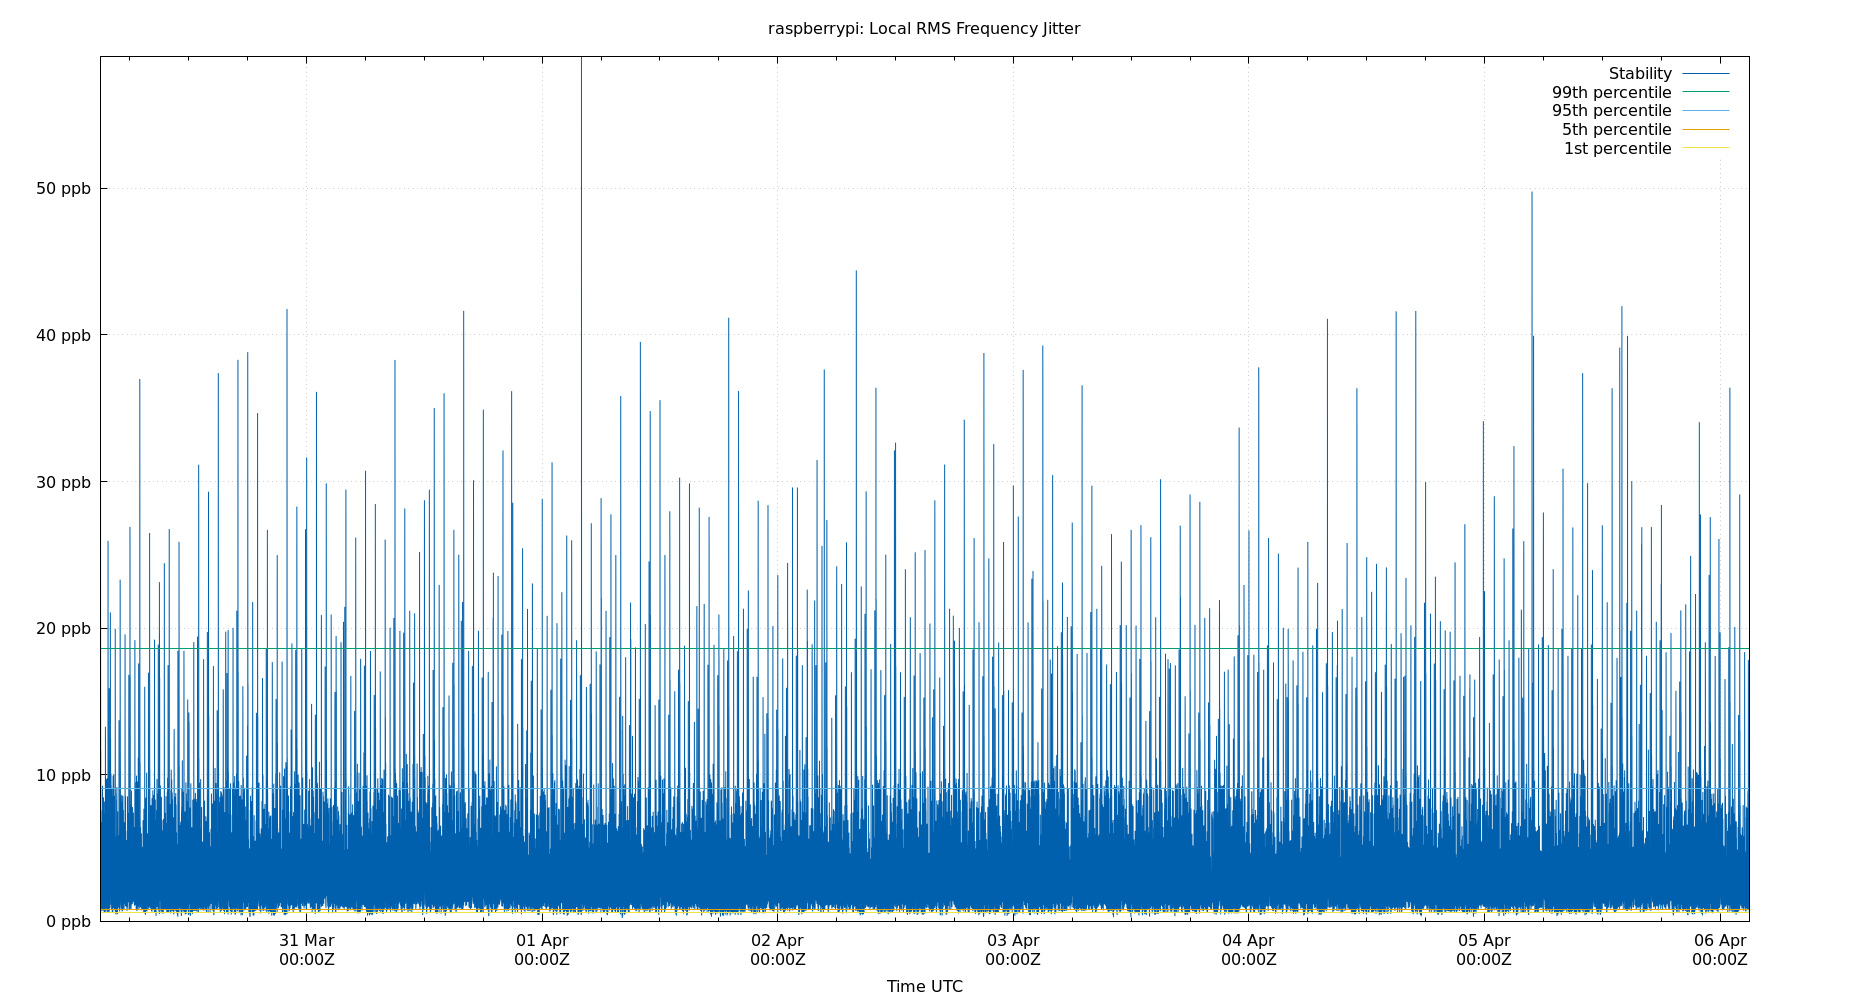 raspberrypi: Local RMS Frequency Jitter
Stability
99th percentile
95th percentile
5th percentile
1st percentile
50 ppb
40 ppb
30 ppb
20 ppb
10 ppb
0 ppb
31 Mar 01 Apr 02 Apr 03 Apr 04 Apr 05 Apr 06 Apr
00:00Z 00:00Z 00:00Z 00:00Z 00:00Z 00:00Z 00:00Z
Time UTC